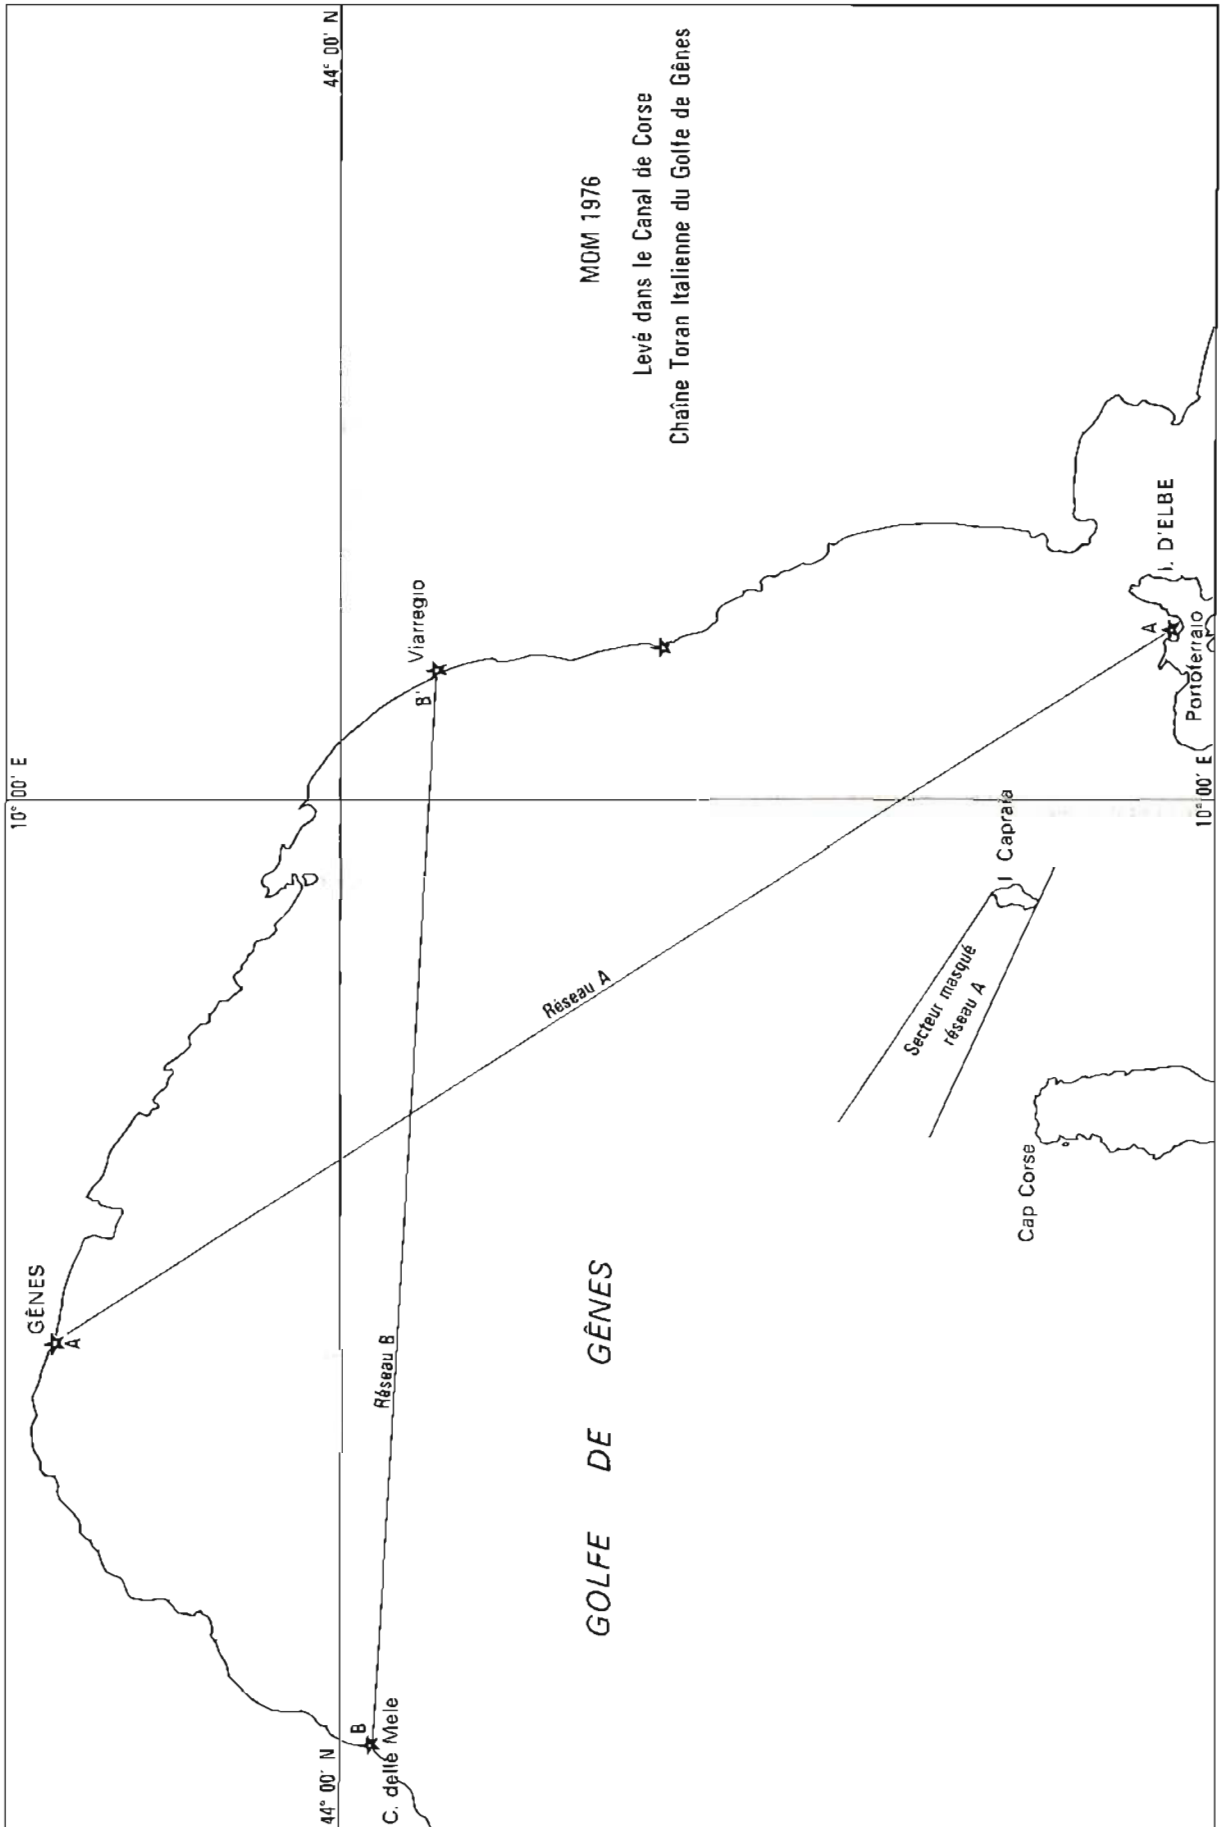 MOM 1976
Levé dans le Canal de Corse
Chaîne Toran Italienne du Golfe de Gênes
44° 00' N
44° 00' N
10° 00' E
10° 00' E
GÊNES
A
B
C. delle Mele
Réseau B
B'
Viarregio
Réseau A
GOLFE DE GÊNES
Secteur masqué
réseau A
I Capraia
Cap Corse
A
I. D'ELBE
Portoferraio